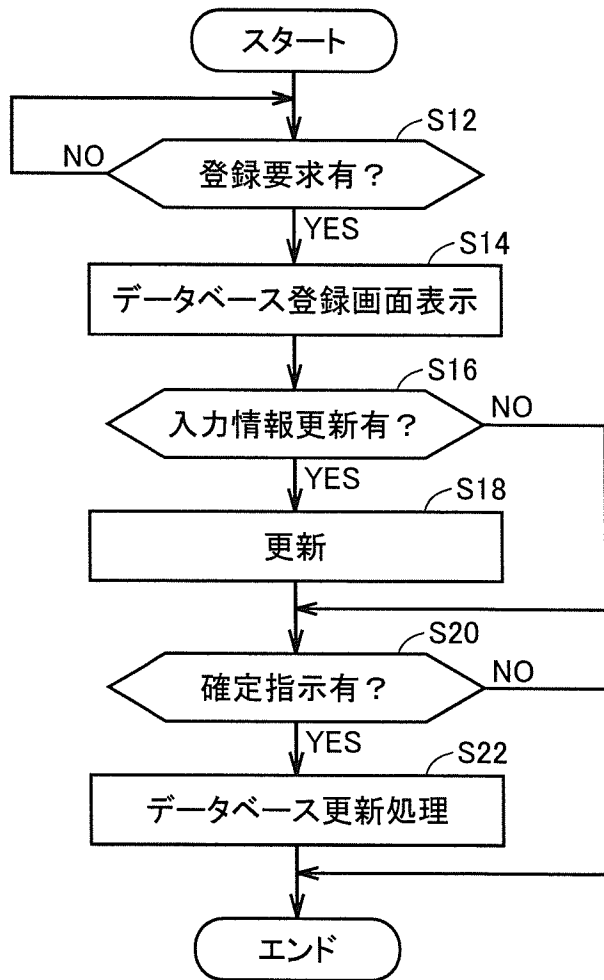 スタート
S12
NO
登録要求有？
YES
S14
データベース登録画面表示
S16
入力情報更新有？
NO
YES
S18
更新
S20
確定指示有？
NO
YES
S22
データベース更新処理
エンド